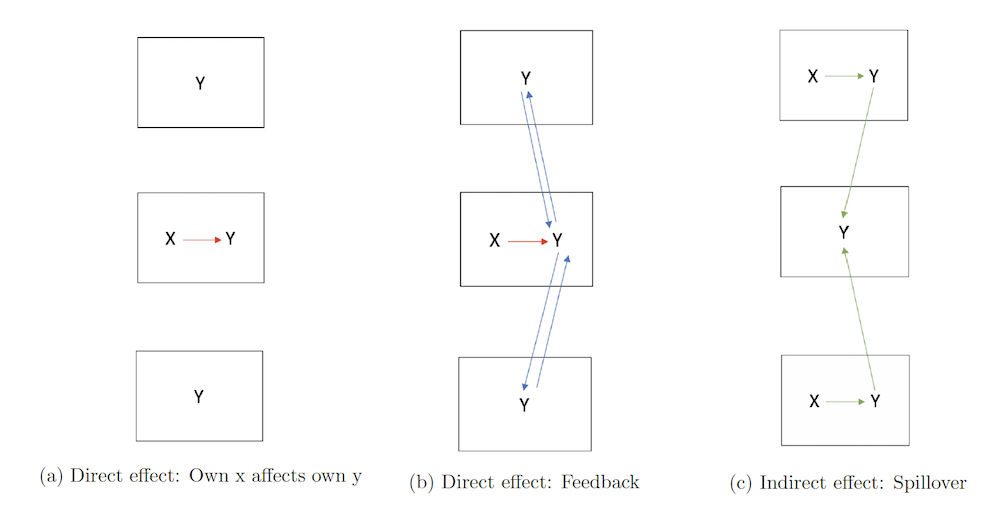 Y
Y
X Y
X Y
X Y
Y
Y
Y
X Y
(a) Direct effect: Own x affects own y
(b) Direct effect: Feedback
(c) Indirect effect: Spillover